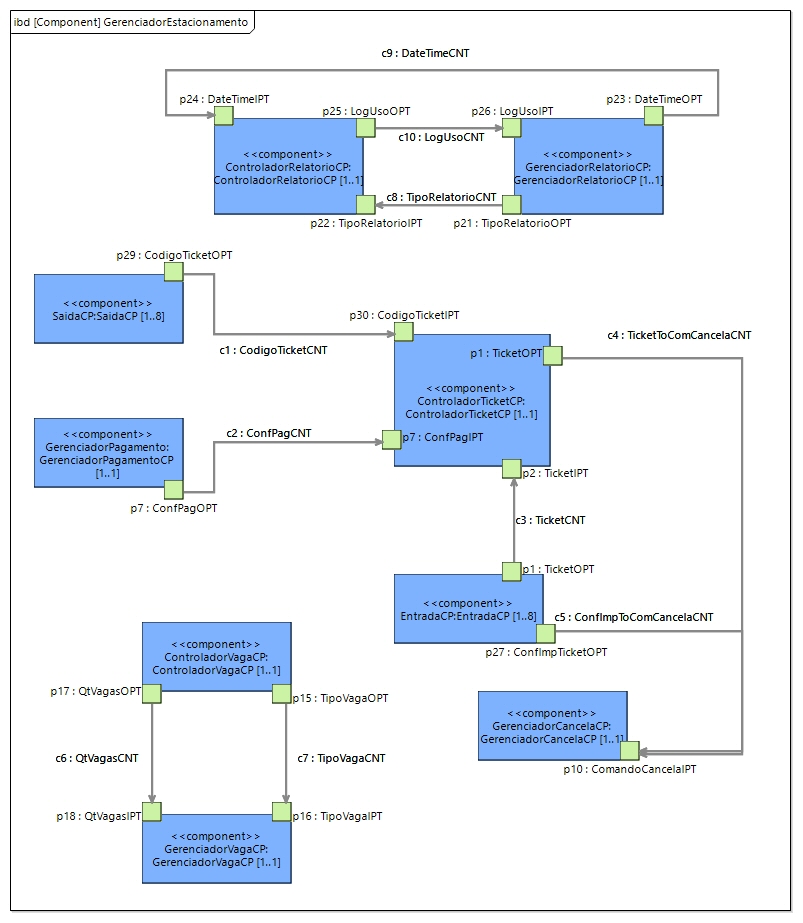 ibd [Component] GerenciadorEstacionamento
c9 : DateTimeCNT
p24 : DateTimeIPT
p25 : LogUsoOPT
p26 : LogUsoIPT
p23 : DateTimeOPT
c10 : LogUsoCNT
<<component>>
ControladorRelatorioCP:
ControladorRelatorioCP [1..1]
<<component>>
GerenciadorRelatorioCP:
GerenciadorRelatorioCP [1..1]
c8 : TipoRelatorioCNT
p22 : TipoRelatorioIPT
p21 : TipoRelatorioOPT
p29 : CodigoTicketOPT
<<component>>
SaidaCP:SaidaCP [1..8]
p30 : CodigoTicketIPT
c1 : CodigoTicketCNT
c4 : TicketToComCancelaCNT
p1 : TicketOPT
<<component>>
ControladorTicketCP:
ControladorTicketCP [1..1]
c2 : ConfPagCNT
p7 : ConfPagIPT
<<component>>
GerenciadorPagamento:
GerenciadorPagamentoCP
[1..1]
p2 : TicketIPT
p7 : ConfPagOPT
c3 : TicketCNT
p1 : TicketOPT
<<component>>
EntradaCP:EntradaCP [1..8]
c5 : ConfImpToComCancelaCNT
p27 : ConfImpTicketOPT
<<component>>
ControladorVagaCP:
ControladorVagaCP [1..1]
p17 : QtVagasOPT
p15 : TipoVagaOPT
<<component>>
GerenciadorCancelaCP:
GerenciadorCancelaCP [1..1]
c6 : QtVagasCNT
c7 : TipoVagaCNT
p10 : ComandoCancelaIPT
p18 : QtVagasIPT
p16 : TipoVagaIPT
<<component>>
GerenciadorVagaCP:
GerenciadorVagaCP [1..1]